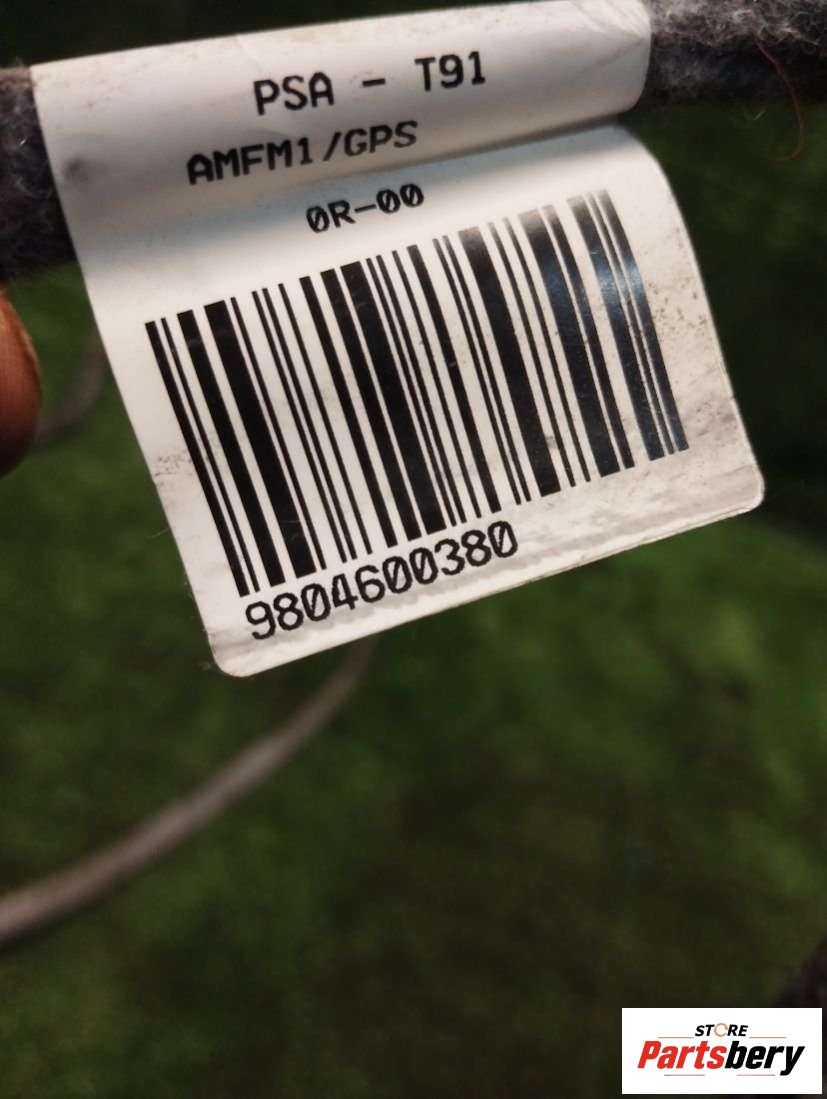 PSA - T91
AMFM1/GPS
0R-00
9804600380
STORE
Partsbery